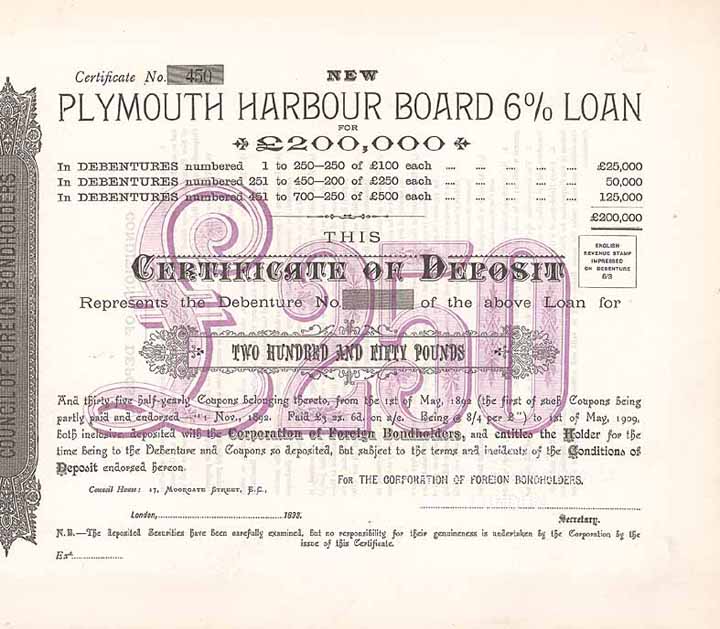 Certificate No. 450
NEW
PLYMOUTH HARBOUR BOARD 6% LOAN
FOR
£200,000
In DEBENTURES numbered 1 to 250—250 of £100 each .... .... .... .... .... £25,000
In DEBENTURES numbered 251 to 450—200 of £250 each .... .... .... .... .... 50,000
In DEBENTURES numbered 451 to 700—250 of £500 each .... .... .... .... .... 125,000
£200,000
THIS
ENGLISH
REVENUE STAMP
IMPRESSED
ON DEBENTURE
6/3
CERTIFICATE OF DEPOSIT
Represents the Debenture No. of the above Loan for
£250
TWO HUNDRED AND FIFTY POUNDS
And thirty five half-yearly Coupons belonging thereto, from the 1st of May, 1892 (the first of such Coupons being
partly paid and endorsed — "1 Nov., 1892. Paid £3 2s. 6d. on a/c. Being @ 8/4 per £") to 1st of May, 1909,
both inclusive deposited with the Corporation of Foreign Bondholders, and entitles the Holder for the
time being to the Debenture and Coupons so deposited, but subject to the terms and incidents of the Conditions of
Deposit endorsed hereon.
FOR THE CORPORATION OF FOREIGN BONDHOLDERS.
Council House: 17, MOORGATE STREET, E.C.,
London, 1893.
Secretary.
N.B.—The deposited Securities have been carefully examined, but no responsibility for their genuineness is undertaken by the Corporation by the
issue of this Certificate.
Exd.
COUNCIL OF FOREIGN BONDHOLDERS